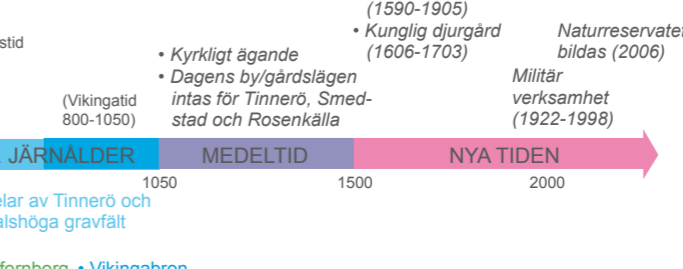 (1590-1905)
• Kunglig djurgård
(1606-1703)
Naturreservatet
bildas (2006)
• Kyrkligt ägande
• Dagens by/gårdslägen
intas för Tinnerö, Smed-
stad och Rosenkälla
Militär
verksamhet
(1922-1998)
(Vikingatid
800-1050)
JÄRNÅLDER MEDELTID NYA TIDEN
1050 1500 2000
av Tinnerö och
gravfält
• Vikingabron